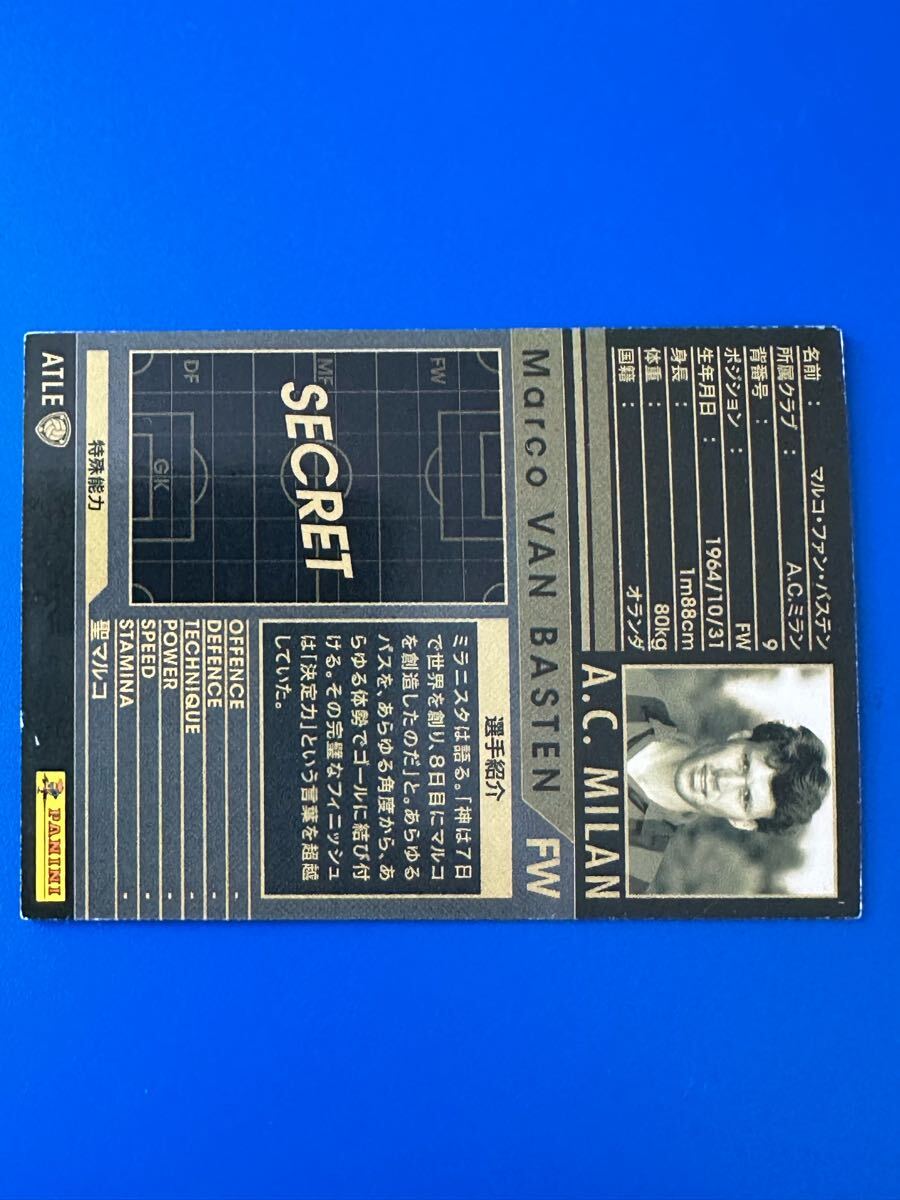 名前： マルコ・ファン・バステン
所属クラブ： A.C.ミラン
背番号： 9
ポジション： FW
生年月日： 1964/10/31
身長： 1m88cm
体重： 80kg
国籍： オランダ
A.C. MILAN
Marco VAN BASTEN FW
FW
MF
DF
GK
SECRET
選手紹介
ミラニスタは語る。「神は7日
で世界を創り、8日目にマルコ
を創造したのだ」と。あらゆる
パスを、あらゆる角度から、あ
らゆる体勢でゴールに結び付
ける。その完璧なフィニッシュ
は「決定力」という言葉を超越
していた。
OFFENCE -
DEFENCE -
TECHNIQUE -
POWER -
SPEED -
STAMINA -
特殊能力 聖マルコ
ATLE
PANINI